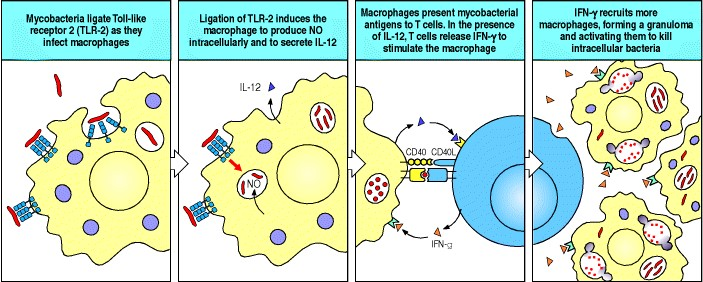 Mycobacteria ligate Toll-like
receptor 2 (TLR-2) as they
infect macrophages
Ligation of TLR-2 induces the
macrophage to produce NO
intracellularly and to secrete IL-12
Macrophages present mycobacterial
antigens to T cells. In the presence
of IL-12, T cells release IFN-γ to
stimulate the macrophage
IFN-γ recruits more
macrophages, forming a granuloma
and activating them to kill
intracellular bacteria
IL-12
NO
CD40 CD40L
IFN-γ